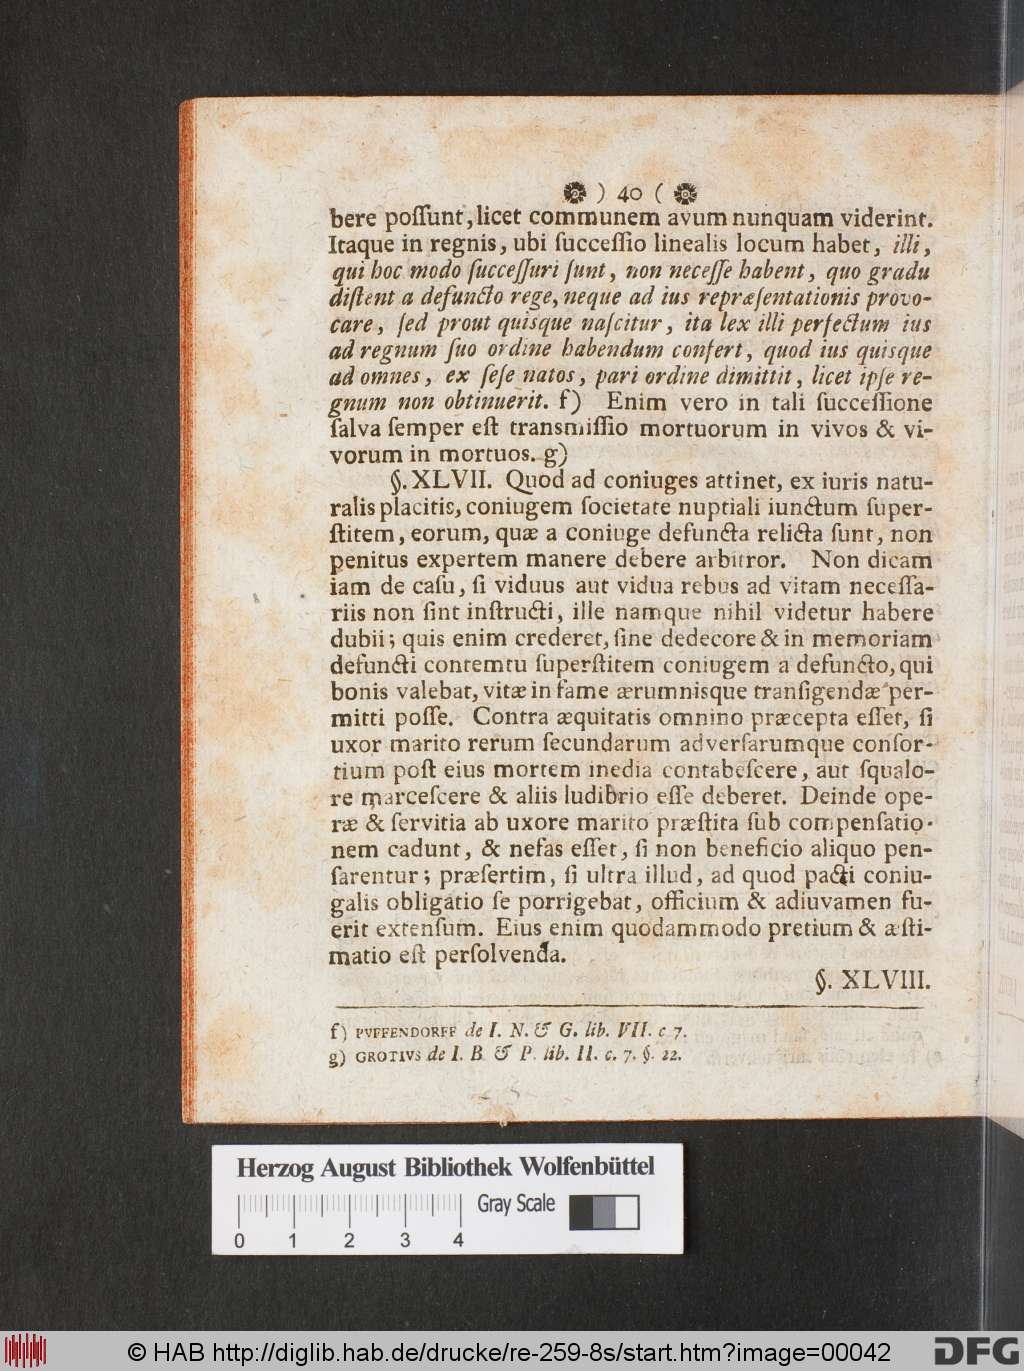 ) 40 (
bere poſſunt, licet communem avum nunquam viderint.
Itaque in regnis, ubi ſucceſſio linealis locum habet, illi,
qui hoc modo ſucceſſuri ſunt, non neceſſe habent, quo gradu
diſtent a defuncto rege, neque ad ius repræſentationis provo-
care, ſed prout quisque naſcitur, ita lex illi perfectum ius
ad regnum ſuo ordine habendum confert, quod ius quisque
ad omnes, ex ſeſe natos, pari ordine dimittit, licet ipſe re-
gnum non obtinuerit. f) Enim vero in tali ſucceſſione
ſalva ſemper eſt transmiſſio mortuorum in vivos & vi-
vorum in mortuos. g)
§. XLVII. Quod ad coniuges attinet, ex iuris natu-
ralis placitis, coniugem ſocietate nuptiali iunctum ſuper-
ſtitem, eorum, quæ a coniuge defuncta relicta ſunt, non
penitus expertem manere debere arbitror. Non dicam
iam de caſu, ſi viduus aut vidua rebus ad vitam neceſſa-
riis non ſint inſtructi, ille namque nihil videtur habere
dubii; quis enim crederet, ſine dedecore & in memoriam
defuncti contemtu ſuperſtitem coniugem a defuncto, qui
bonis valebat, vitæ in fame ærumnisque tranſigendæ per-
mitti poſſe. Contra æquitatis omnino præcepta eſſet, ſi
uxor marito rerum ſecundarum adverſarumque conſor-
tium poſt eius mortem inedia contabeſcere, aut ſqualo-
re marceſcere & aliis ludibrio eſſe deberet. Deinde ope-
ræ & ſervitia ab uxore marito præſtita ſub compenſatio-
nem cadunt, & nefas eſſet, ſi non beneficio aliquo pen-
ſarentur; præſertim, ſi ultra illud, ad quod pacti coniu-
galis obligatio ſe porrigebat, officium & adiuvamen fu-
erit extenſum. Eius enim quodammodo pretium & æſti-
matio eſt perſolvenda.
§. XLVIII.
f) PVFFENDORFF de I. N. & G. lib. VII. c 7.
g) GROTIVS de I. B & P. lib. II. c. 7. §. 22.
Herzog August Bibliothek Wolfenbüttel
Gray Scale
0 1 2 3 4
© HAB http://diglib.hab.de/drucke/re-259-8s/start.htm?image=00042
DFG